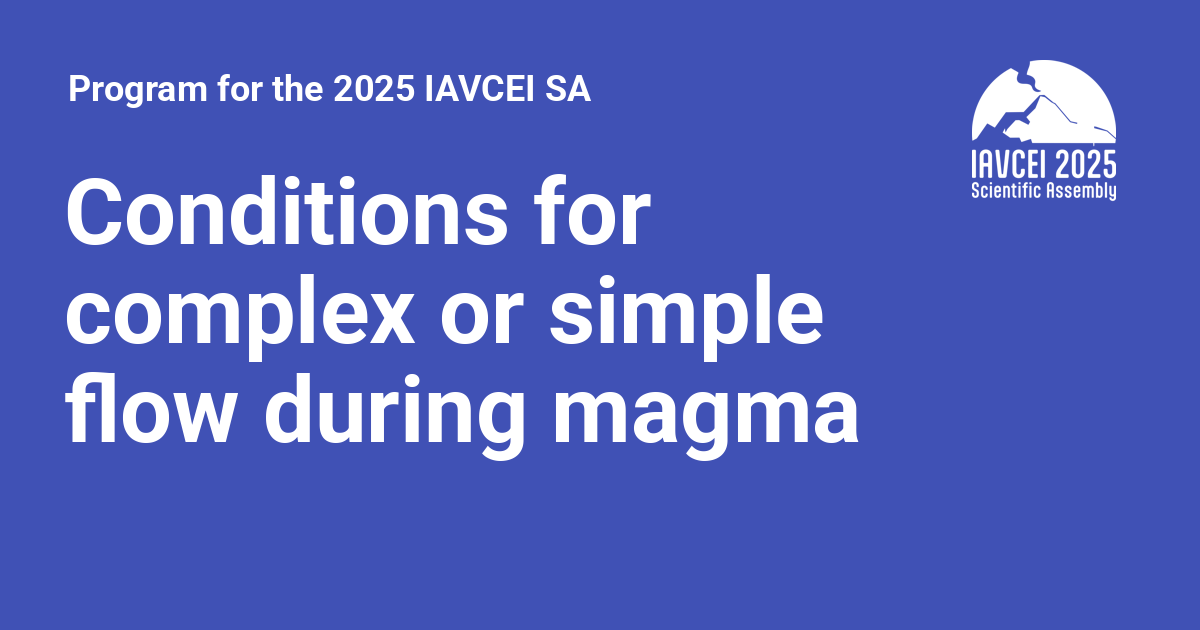 Program for the 2025 IAVCEI SA
IAVCEI 2025
Scientific Assembly
Conditions for
complex or simple
flow during magma